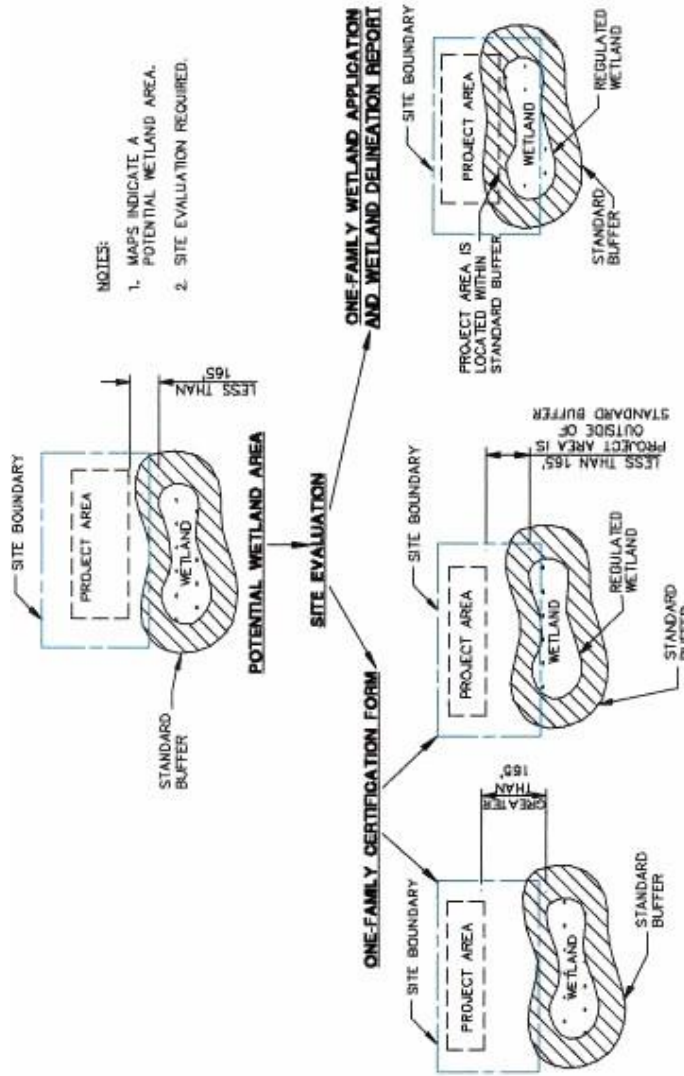 NOTES:
1. MAPS INDICATE A
POTENTIAL WETLAND AREA.
2. SITE EVALUATION REQUIRED.
SITE BOUNDARY
PROJECT AREA
LESS THAN
165'
WETLAND
STANDARD
BUFFER
POTENTIAL WETLAND AREA
SITE EVALUATION
ONE-FAMILY CERTIFICATION FORM
SITE BOUNDARY
PROJECT AREA
GREATER
THAN
165'
WETLAND
STANDARD
BUFFER
SITE BOUNDARY
PROJECT AREA
LESS THAN 165'
PROJECT AREA IS
OUTSIDE OF
STANDARD BUFFER
WETLAND
REGULATED
WETLAND
STANDARD
BUFFER
ONE-FAMILY WETLAND APPLICATION
AND WETLAND DELINEATION REPORT
SITE BOUNDARY
PROJECT AREA
PROJECT AREA IS
LOCATED WITHIN
STANDARD BUFFER
WETLAND
REGULATED
WETLAND
STANDARD
BUFFER